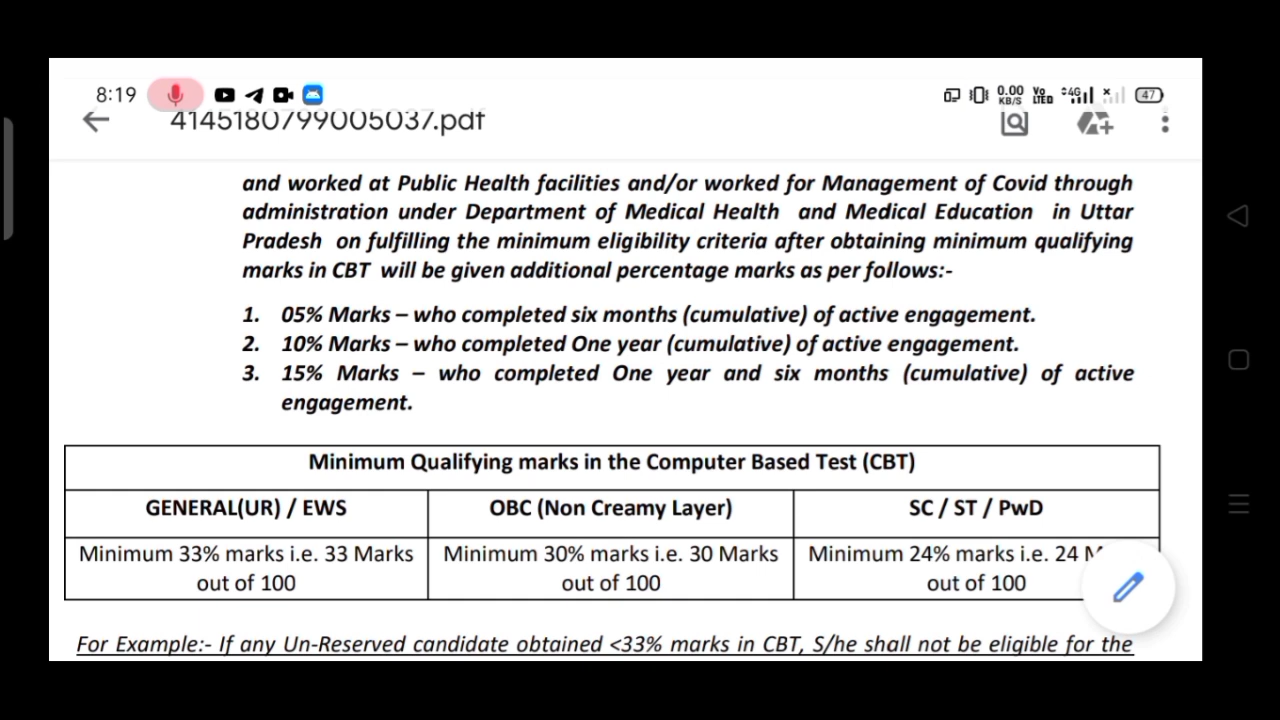 8:19
0.00 KB/S
Vo LTED
4G
47
4145180799005037.pdf
and worked at Public Health facilities and/or worked for Management of Covid through
administration under Department of Medical Health and Medical Education in Uttar
Pradesh on fulfilling the minimum eligibility criteria after obtaining minimum qualifying
marks in CBT will be given additional percentage marks as per follows:-
1. 05% Marks – who completed six months (cumulative) of active engagement.
2. 10% Marks – who completed One year (cumulative) of active engagement.
3. 15% Marks – who completed One year and six months (cumulative) of active
engagement.
Minimum Qualifying marks in the Computer Based Test (CBT)
GENERAL(UR) / EWS
OBC (Non Creamy Layer)
SC / ST / PwD
Minimum 33% marks i.e. 33 Marks
out of 100
Minimum 30% marks i.e. 30 Marks
out of 100
Minimum 24% marks i.e. 24 M
out of 100
For Example:- If any Un-Reserved candidate obtained <33% marks in CBT, S/he shall not be eligible for the